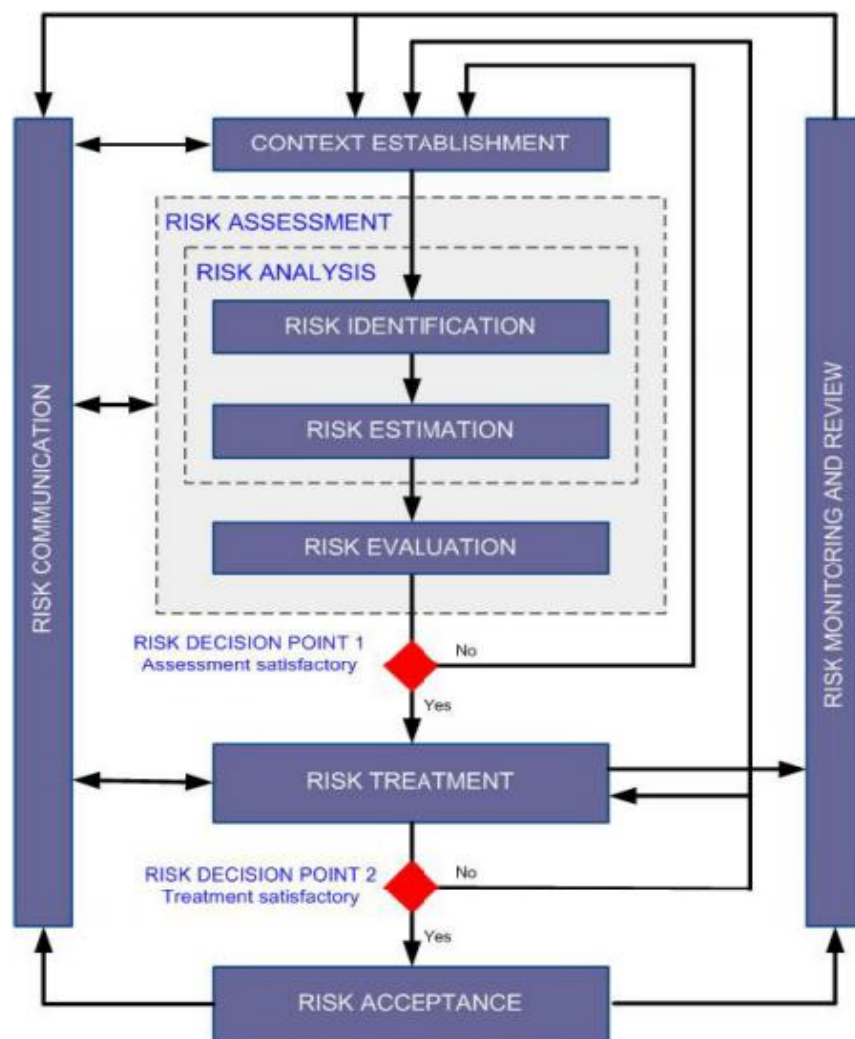 CONTEXT ESTABLISHMENT
RISK ASSESSMENT
RISK ANALYSIS
RISK IDENTIFICATION
RISK ESTIMATION
RISK EVALUATION
RISK COMMUNICATION
RISK MONITORING AND REVIEW
RISK DECISION POINT 1
Assessment satisfactory
No
Yes
RISK TREATMENT
RISK DECISION POINT 2
Treatment satisfactory
No
Yes
RISK ACCEPTANCE